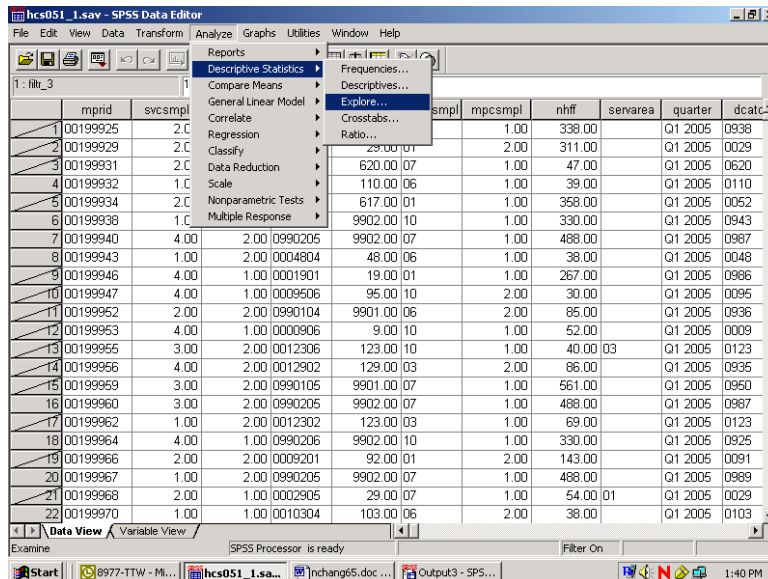 hcs051_1.sav - SPSS Data Editor
File Edit View Data Transform Analyze Graphs Utilities Window Help
1 : filtr_3
Reports
Descriptive Statistics
Compare Means
General Linear Model
Correlate
Regression
Classify
Data Reduction
Scale
Nonparametric Tests
Multiple Response
Frequencies...
Descriptives...
Explore...
Crosstabs...
Ratio...
mprid svcsmpl smpl mpcsmpl nhff servarea quarter dcatc
1 00199925 2.0 1.00 338.00 Q1 2005 0938
2 00199929 2.0 29.00 01 2.00 311.00 Q1 2005 0029
3 00199931 2.0 620.00 07 1.00 47.00 Q1 2005 0620
4 00199932 1.0 110.00 06 1.00 39.00 Q1 2005 0110
5 00199934 2.0 617.00 01 1.00 358.00 Q1 2005 0052
6 00199938 1.0 9902.00 10 1.00 330.00 Q1 2005 0943
7 00199940 4.00 2.00 0990205 9902.00 07 1.00 488.00 Q1 2005 0987
8 00199943 1.00 2.00 0004804 48.00 06 1.00 38.00 Q1 2005 0048
9 00199946 4.00 1.00 0001901 19.00 01 1.00 267.00 Q1 2005 0986
10 00199947 4.00 1.00 0009506 95.00 10 2.00 30.00 Q1 2005 0095
11 00199952 2.00 2.00 0990104 9901.00 06 2.00 85.00 Q1 2005 0936
12 00199953 4.00 1.00 0000906 9.00 10 1.00 52.00 Q1 2005 0009
13 00199955 3.00 2.00 0012306 123.00 10 1.00 40.00 03 Q1 2005 0123
14 00199956 4.00 2.00 0012902 129.00 03 2.00 86.00 Q1 2005 0935
15 00199959 3.00 2.00 0990105 9901.00 07 1.00 561.00 Q1 2005 0950
16 00199960 3.00 2.00 0990205 9902.00 07 1.00 488.00 Q1 2005 0987
17 00199962 1.00 2.00 0012302 123.00 03 1.00 69.00 Q1 2005 0123
18 00199964 4.00 1.00 0990206 9902.00 10 1.00 330.00 Q1 2005 0925
19 00199966 2.00 2.00 0009201 92.00 01 2.00 143.00 Q1 2005 0091
20 00199967 1.00 2.00 0990205 9902.00 07 1.00 488.00 Q1 2005 0989
21 00199968 2.00 1.00 0002905 29.00 07 1.00 54.00 01 Q1 2005 0029
22 00199970 1.00 1.00 0010304 103.00 06 2.00 38.00 Q1 2005 0103
Data View Variable View
Examine SPSS Processor is ready Filter On
Start 8977-TTW - Mi... hcs051_1.sa... nchang65.doc ... Output3 - SPS... 1:40 PM